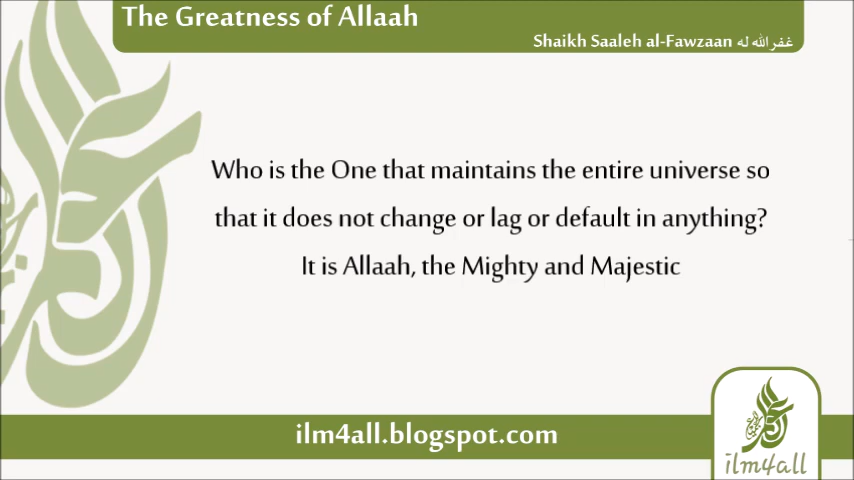 The Greatness of Allaah
Shaikh Saaleh al-Fawzaan غفر الله له
Who is the One that maintains the entire universe so
that it does not change or lag or default in anything?
It is Allaah, the Mighty and Majestic
ilm4all.blogspot.com
ilm4all